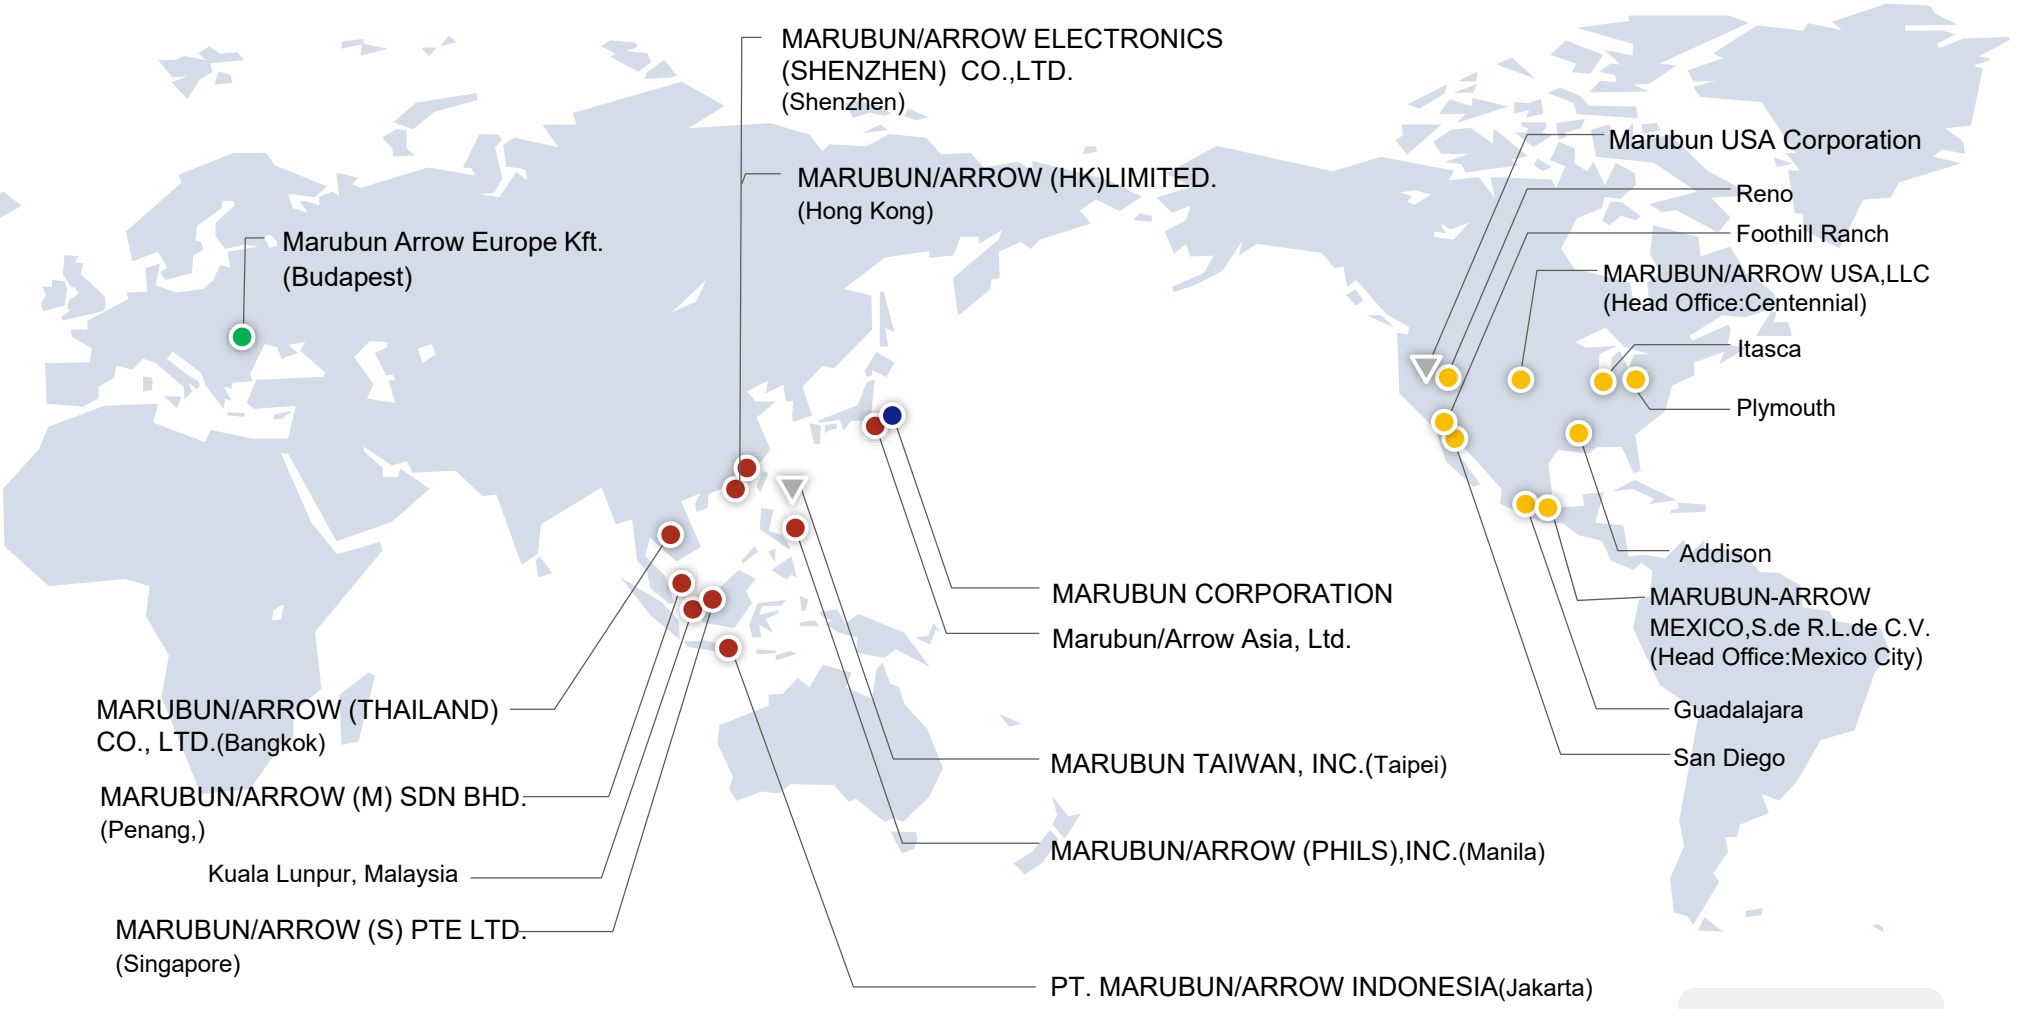 MARUBUN/ARROW ELECTRONICS
(SHENZHEN) CO.,LTD.
(Shenzhen)
MARUBUN/ARROW (HK)LIMITED.
(Hong Kong)
Marubun Arrow Europe Kft.
(Budapest)
Marubun USA Corporation
Reno
Foothill Ranch
MARUBUN/ARROW USA,LLC
(Head Office:Centennial)
Itasca
Plymouth
Addison
MARUBUN-ARROW
MEXICO,S.de R.L.de C.V.
(Head Office:Mexico City)
Guadalajara
San Diego
MARUBUN CORPORATION
Marubun/Arrow Asia, Ltd.
MARUBUN/ARROW (THAILAND)
CO., LTD.(Bangkok)
MARUBUN/ARROW (M) SDN BHD.
(Penang,)
Kuala Lunpur, Malaysia
MARUBUN/ARROW (S) PTE LTD.
(Singapore)
MARUBUN TAIWAN, INC.(Taipei)
MARUBUN/ARROW (PHILS),INC.(Manila)
PT. MARUBUN/ARROW INDONESIA(Jakarta)